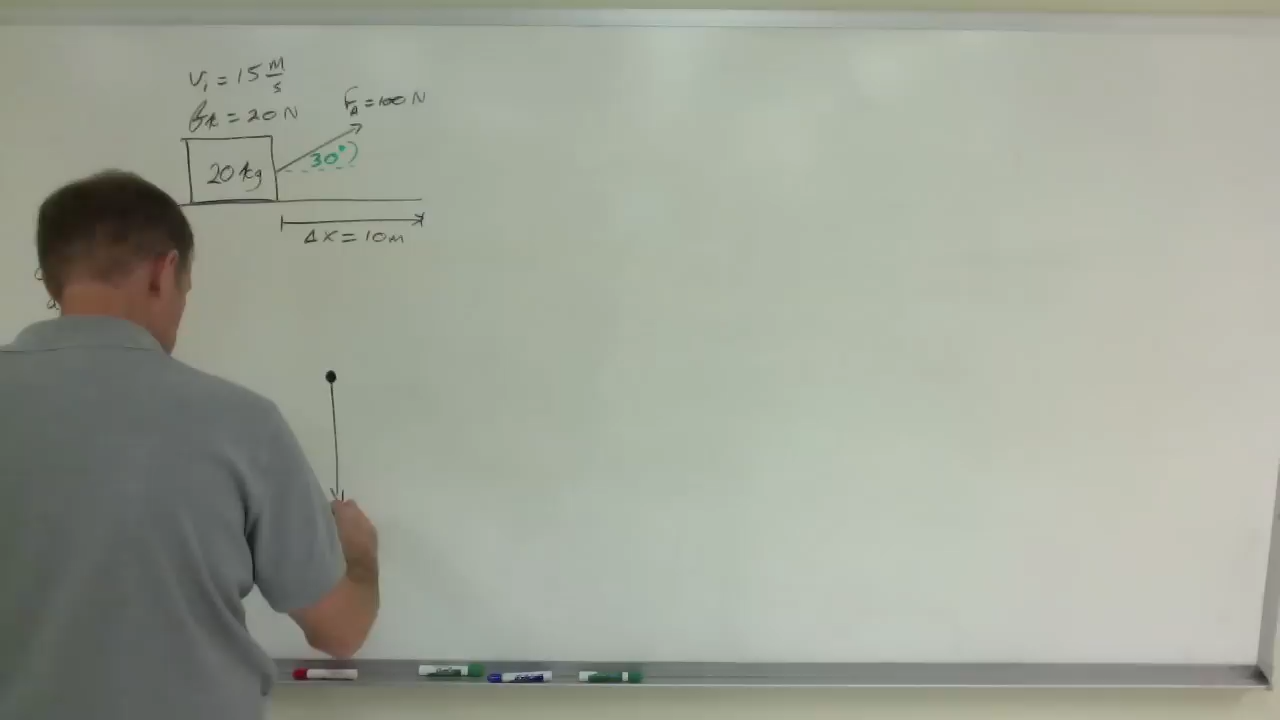 v₁ = 15 m/s
fk = 20 N
F_A = 100 N
30°
20 kg
Δx = 10 m